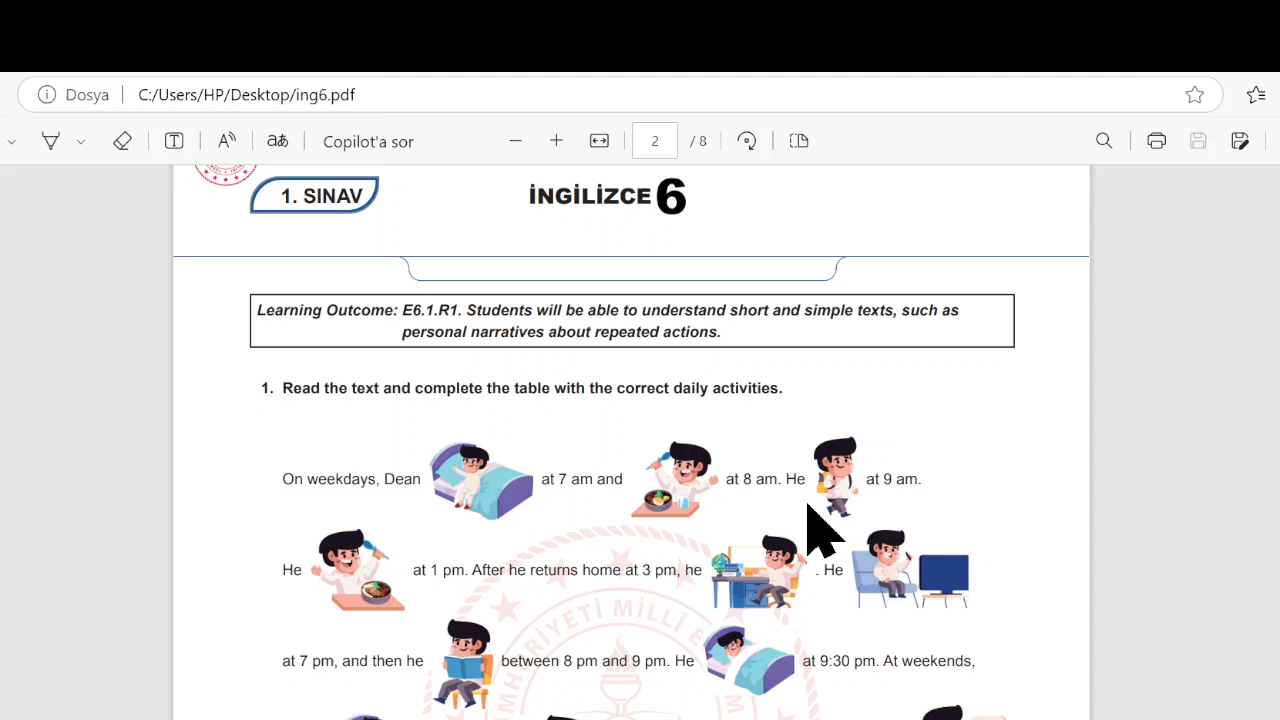 Dosya C:/Users/HP/Desktop/ing6.pdf
A aあ Copilot'a sor 2 / 8
1. SINAV İNGİLİZCE 6
Learning Outcome: E6.1.R1. Students will be able to understand short and simple texts, such as
personal narratives about repeated actions.
1. Read the text and complete the table with the correct daily activities.
On weekdays, Dean at 7 am and at 8 am. He at 9 am.
He at 1 pm. After he returns home at 3 pm, he . He
at 7 pm, and then he between 8 pm and 9 pm. He at 9:30 pm. At weekends,